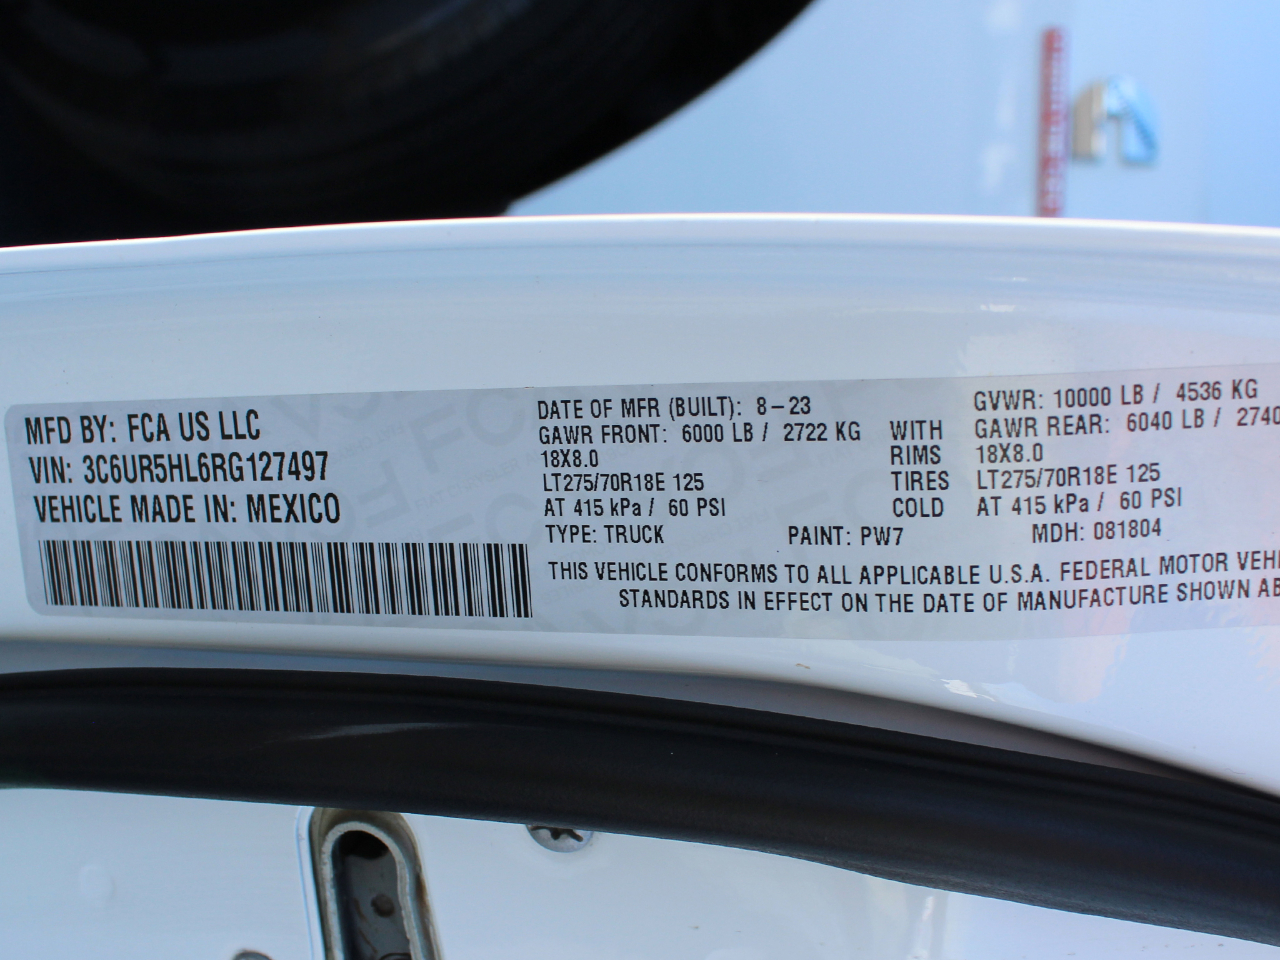 MFD BY: FCA US LLC
VIN: 3C6UR5HL6RG127497
VEHICLE MADE IN: MEXICO
DATE OF MFR (BUILT): 8-23
GVWR: 10000 LB / 4536 KG
GAWR FRONT: 6000 LB / 2722 KG WITH GAWR REAR: 6040 LB / 2740
18X8.0 RIMS 18X8.0
LT275/70R18E 125 TIRES LT275/70R18E 125
AT 415 kPa / 60 PSI COLD AT 415 kPa / 60 PSI
TYPE: TRUCK PAINT: PW7 MDH: 081804
THIS VEHICLE CONFORMS TO ALL APPLICABLE U.S.A. FEDERAL MOTOR VEHI
STANDARDS IN EFFECT ON THE DATE OF MANUFACTURE SHOWN AB